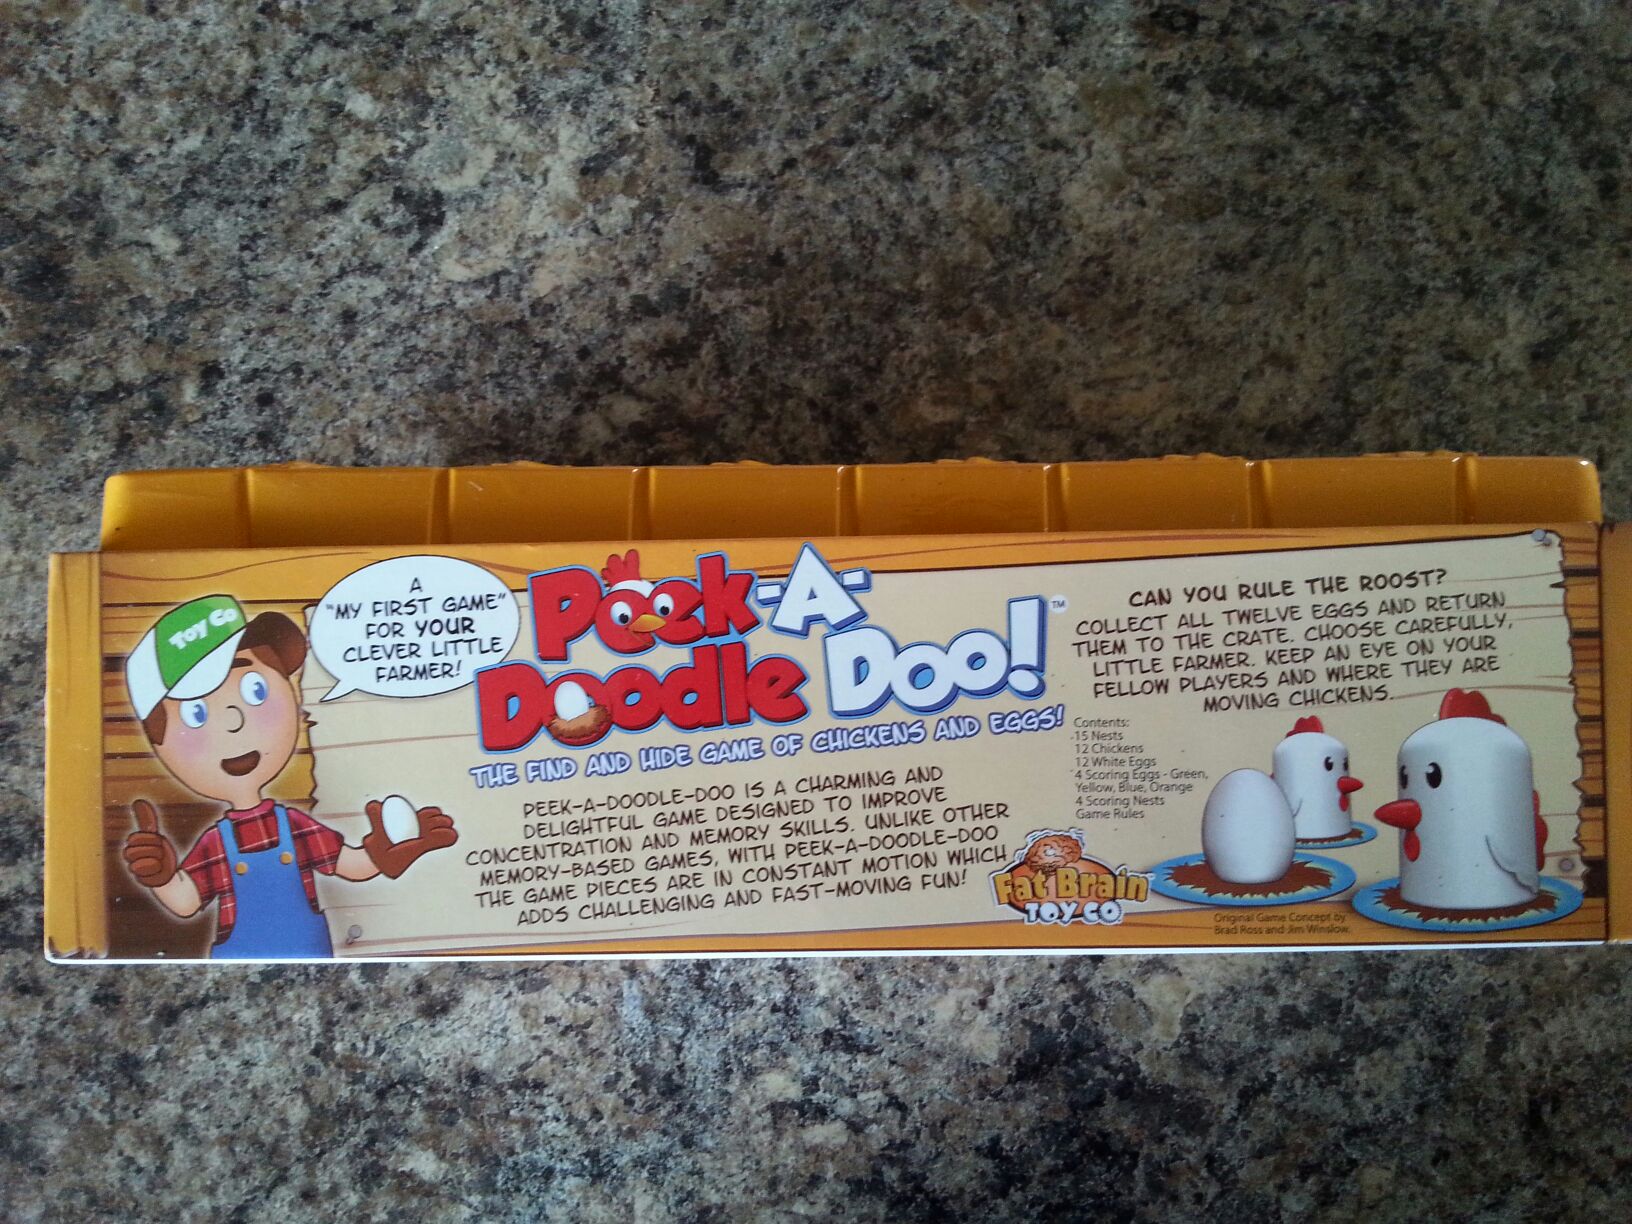 A
"MY FIRST GAME"
FOR YOUR
CLEVER LITTLE
FARMER!
Toy Co
Peek-A-
Doodle Doo!™
THE FIND AND HIDE GAME OF CHICKENS AND EGGS!
PEEK-A-DOODLE-DOO IS A CHARMING AND
DELIGHTFUL GAME DESIGNED TO IMPROVE
CONCENTRATION AND MEMORY SKILLS. UNLIKE OTHER
MEMORY-BASED GAMES, WITH PEEK-A-DOODLE-DOO
THE GAME PIECES ARE IN CONSTANT MOTION WHICH
ADDS CHALLENGING AND FAST-MOVING FUN!
Fat Brain
TOY CO
CAN YOU RULE THE ROOST?
COLLECT ALL TWELVE EGGS AND RETURN
THEM TO THE CRATE. CHOOSE CAREFULLY,
LITTLE FARMER. KEEP AN EYE ON YOUR
FELLOW PLAYERS AND WHERE THEY ARE
MOVING CHICKENS.
Contents:
15 Nests
12 Chickens
12 White Eggs
4 Scoring Eggs - Green,
Yellow, Blue, Orange
4 Scoring Nests
Game Rules
Original Game Concept by
Brad Ross and Jim Winslow.